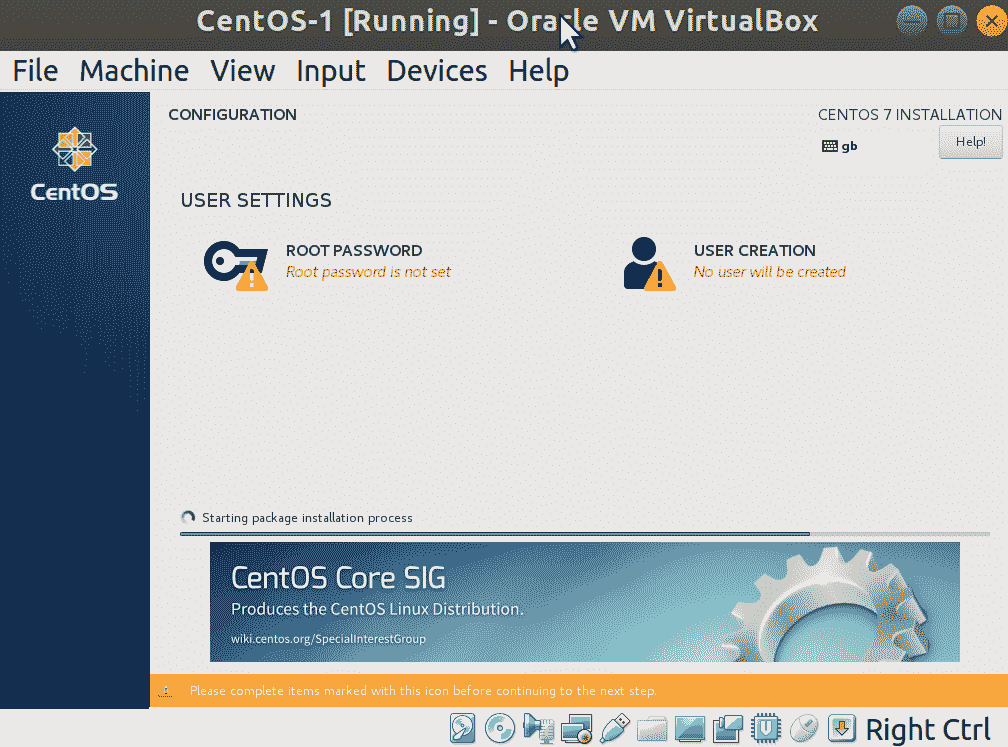 CentOS-1 [Running] - Oracle VM VirtualBox
File Machine View Input Devices Help
CentOS
CONFIGURATION
CENTOS 7 INSTALLATION
gb
Help!
USER SETTINGS
ROOT PASSWORD
Root password is not set
USER CREATION
No user will be created
Starting package installation process
CentOS Core SIG
Produces the CentOS Linux Distribution.
wiki.centos.org/SpecialInterestGroup
Please complete items marked with this icon before continuing to the next step.
Right Ctrl